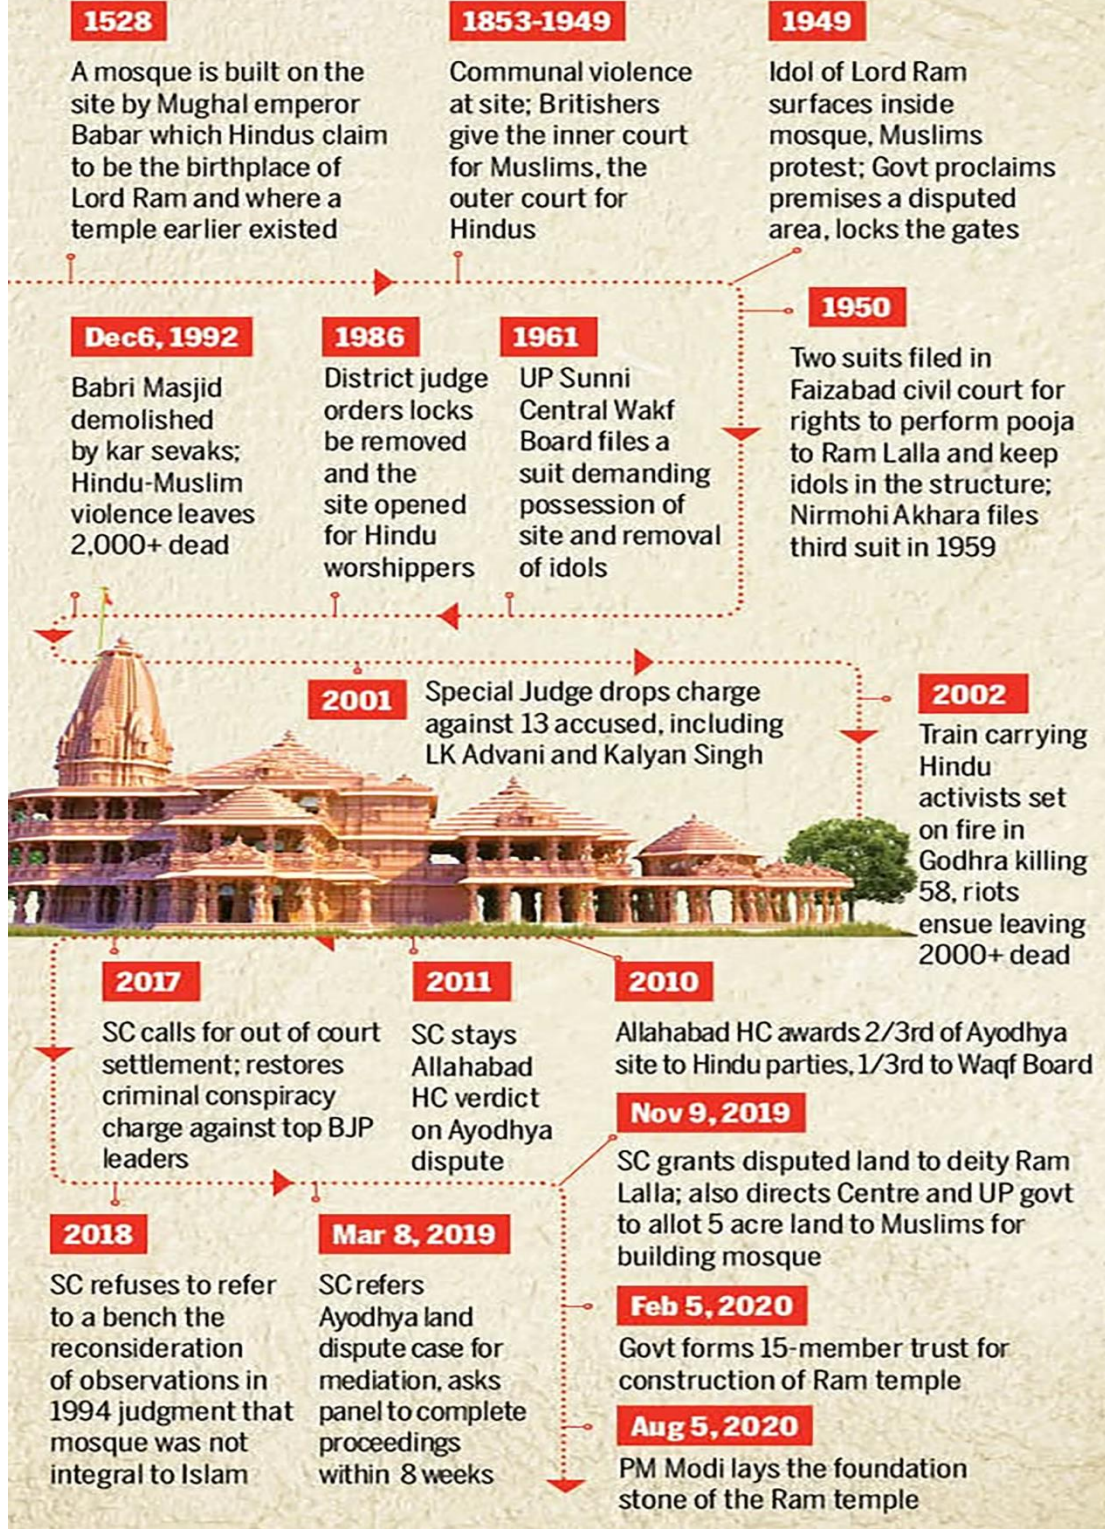 1528
A mosque is built on the
site by Mughal emperor
Babar which Hindus claim
to be the birthplace of
Lord Ram and where a
temple earlier existed
1853-1949
Communal violence
at site; Britishers
give the inner court
for Muslims, the
outer court for
Hindus
1949
Idol of Lord Ram
surfaces inside
mosque, Muslims
protest; Govt proclaims
premises a disputed
area, locks the gates
1950
Two suits filed in
Faizabad civil court for
rights to perform pooja
to Ram Lalla and keep
idols in the structure;
Nirmohi Akhara files
third suit in 1959
1961
UP Sunni
Central Wakf
Board files a
suit demanding
possession of
site and removal
of idols
1986
District judge
orders locks
be removed
and the
site opened
for Hindu
worshippers
Dec6, 1992
Babri Masjid
demolished
by kar sevaks;
Hindu-Muslim
violence leaves
2,000+ dead
2001
Special Judge drops charge
against 13 accused, including
LK Advani and Kalyan Singh
2002
Train carrying
Hindu
activists set
on fire in
Godhra killing
58, riots
ensue leaving
2000+ dead
2010
Allahabad HC awards 2/3rd of Ayodhya
site to Hindu parties, 1/3rd to Waqf Board
2011
SC stays
Allahabad
HC verdict
on Ayodhya
dispute
2017
SC calls for out of court
settlement; restores
criminal conspiracy
charge against top BJP
leaders
2018
SC refuses to refer
to a bench the
reconsideration
of observations in
1994 judgment that
mosque was not
integral to Islam
Mar 8, 2019
SC refers
Ayodhya land
dispute case for
mediation, asks
panel to complete
proceedings
within 8 weeks
Nov 9, 2019
SC grants disputed land to deity Ram
Lalla; also directs Centre and UP govt
to allot 5 acre land to Muslims for
building mosque
Feb 5, 2020
Govt forms 15-member trust for
construction of Ram temple
Aug 5, 2020
PM Modi lays the foundation
stone of the Ram temple